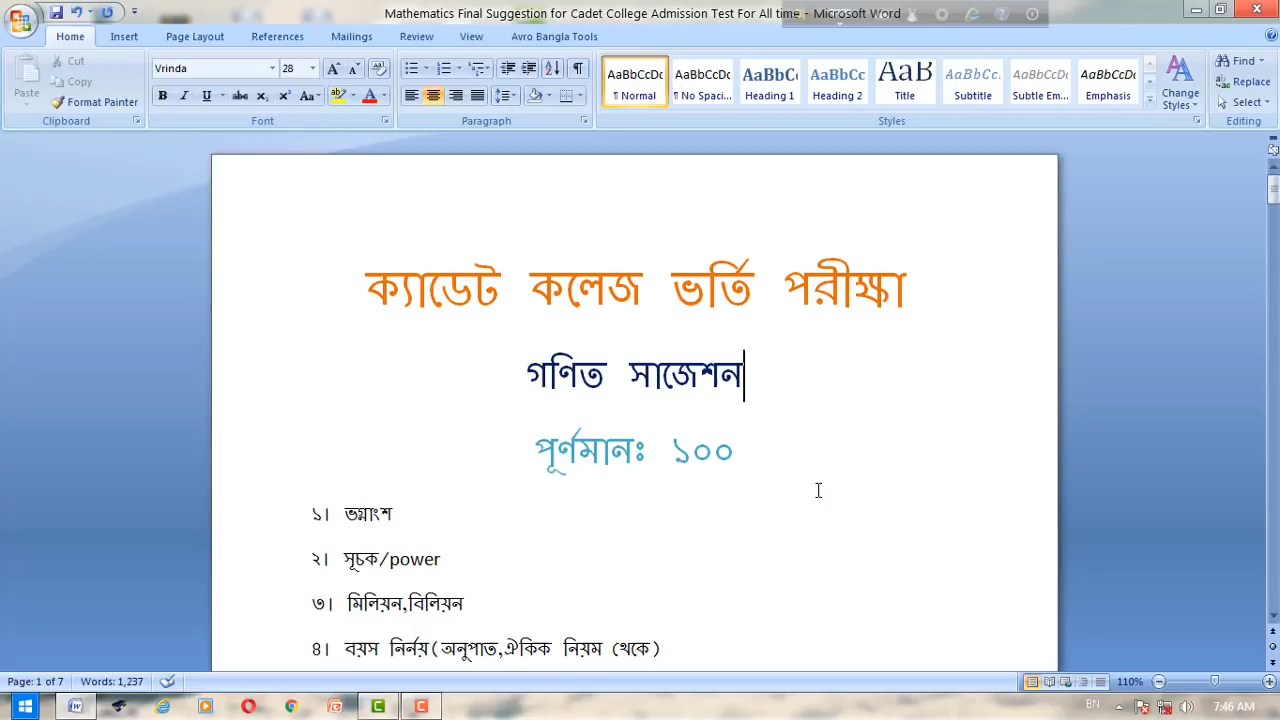 Mathematics Final Suggestion for Cadet College Admission Test For All time - Microsoft Word
Home Insert Page Layout References Mailings Review View Avro Bangla Tools
Cut
Copy
Paste
Format Painter
Clipboard
Vrinda 28
Font
Paragraph
AaBbCcDc AaBbCcDc AaBbC AaBbCc AaB AaBbCc. AaBbCcDc AaBbCcDc
¶ Normal ¶ No Spaci... Heading 1 Heading 2 Title Subtitle Subtle Em... Emphasis
Change Styles
Styles
Find
Replace
Select
Editing
ক্যাডেট কলেজ ভর্তি পরীক্ষা
গণিত সাজেশন
পূর্ণমানঃ ১০০
১। ভগ্নাংশ
২। সূচক/power
৩। মিলিয়ন,বিলিয়ন
৪। বয়স নির্নয়(অনুপাত,ঐকিক নিয়ম থেকে)
Page: 1 of 7 Words: 1,237 110%
BN 7:46 AM